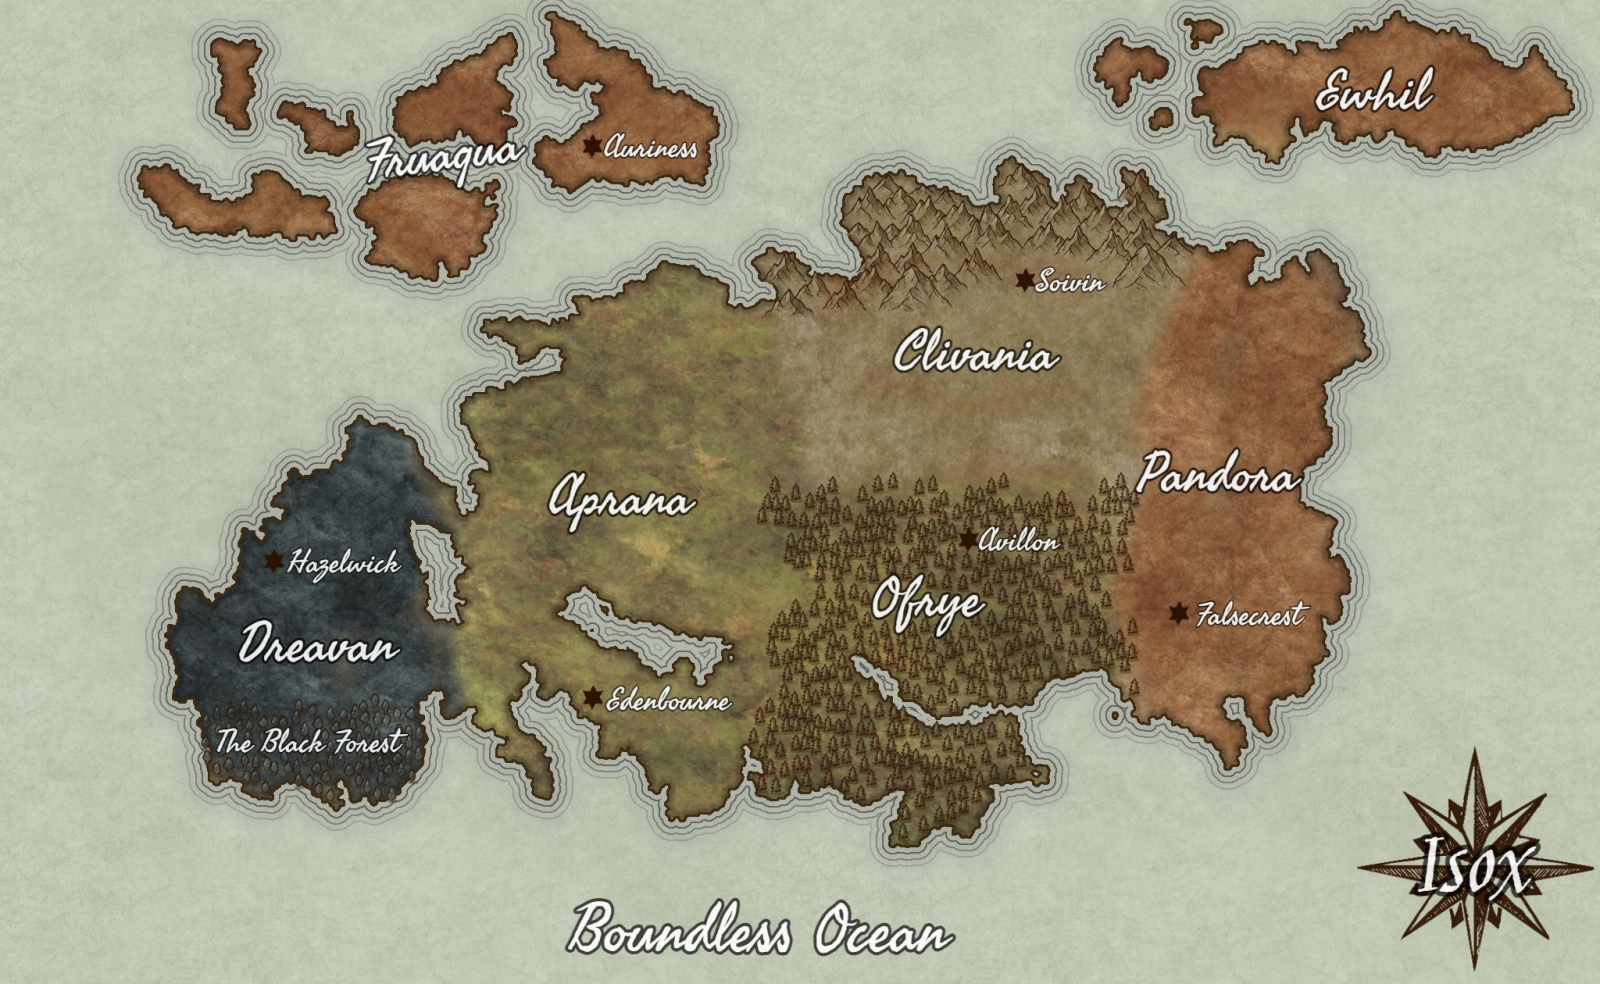 Ewhil
Fruaqua
Auriness
Soivin
Clivania
Aprana
Pandora
Avillon
Hazelwick
Ofrye
Falsecrest
Dreavan
Edenbourne
The Black Forest
Isox
Boundless Ocean